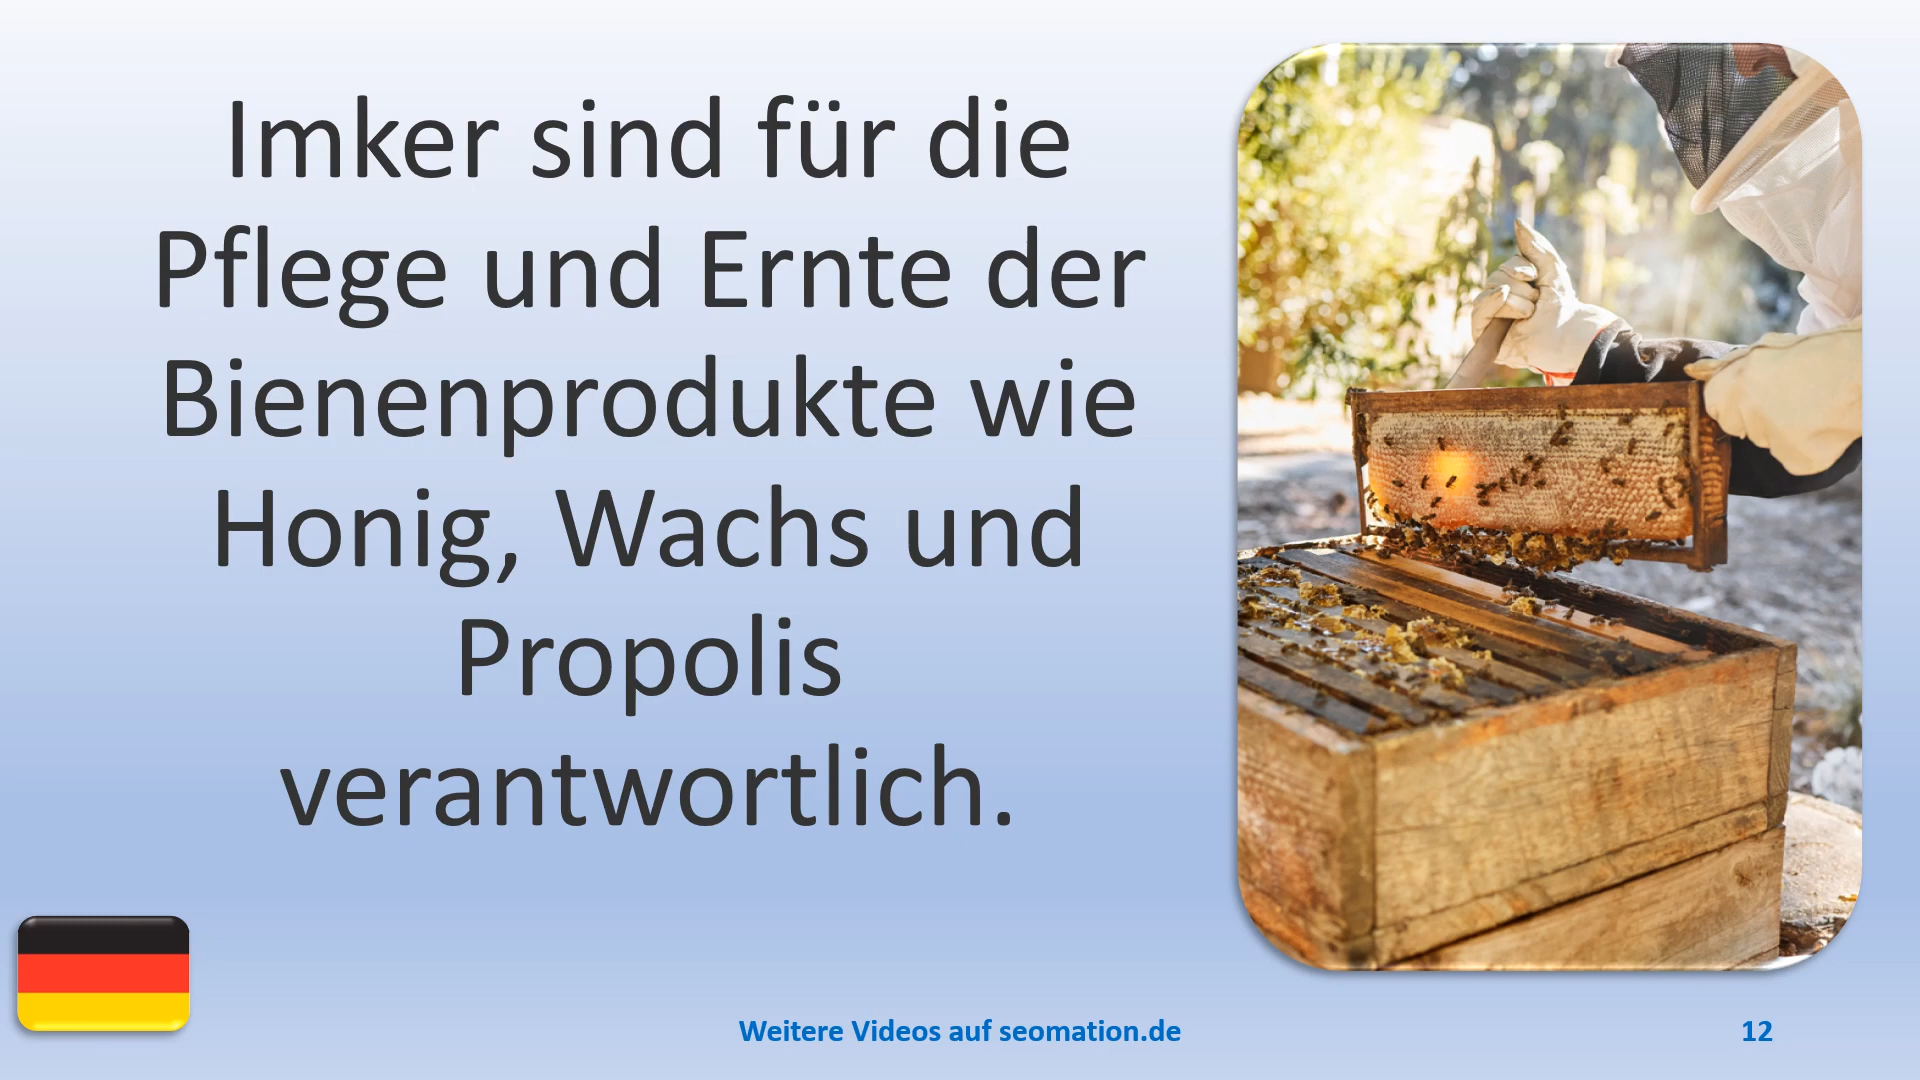 Imker sind für die
Pflege und Ernte der
Bienenprodukte wie
Honig, Wachs und
Propolis
verantwortlich.
Weitere Videos auf seomation.de
12